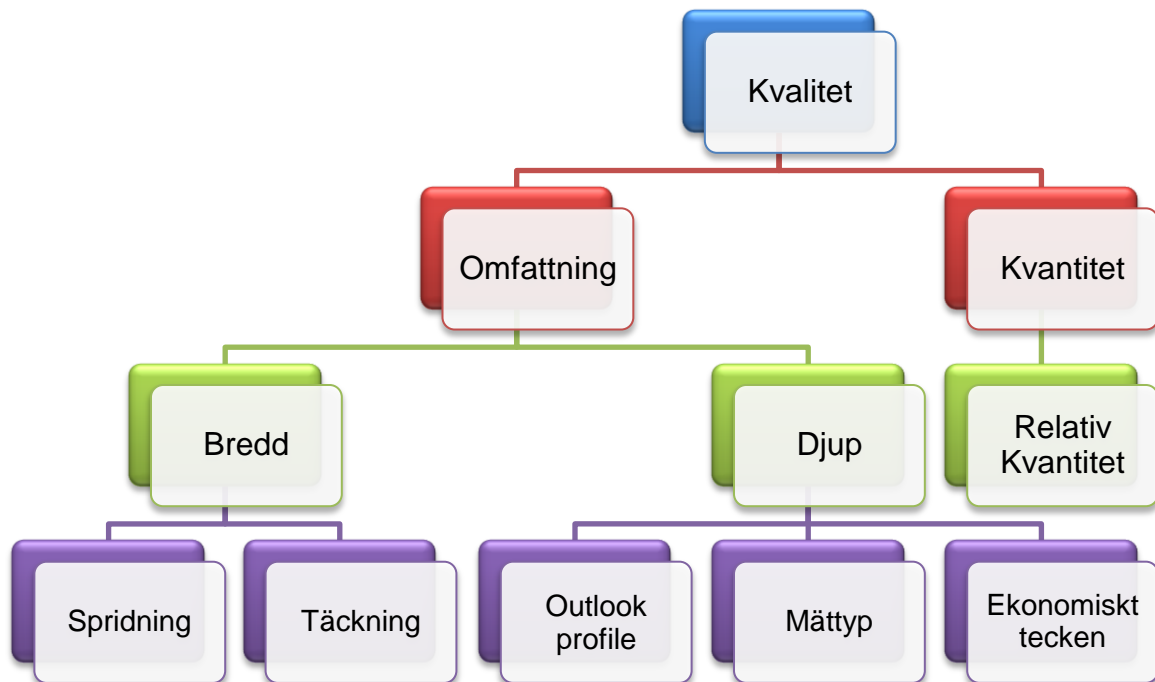 Kvalitet
Omfattning
Kvantitet
Bredd
Djup
Relativ
Kvantitet
Spridning
Täckning
Outlook
profile
Mättyp
Ekonomiskt
tecken